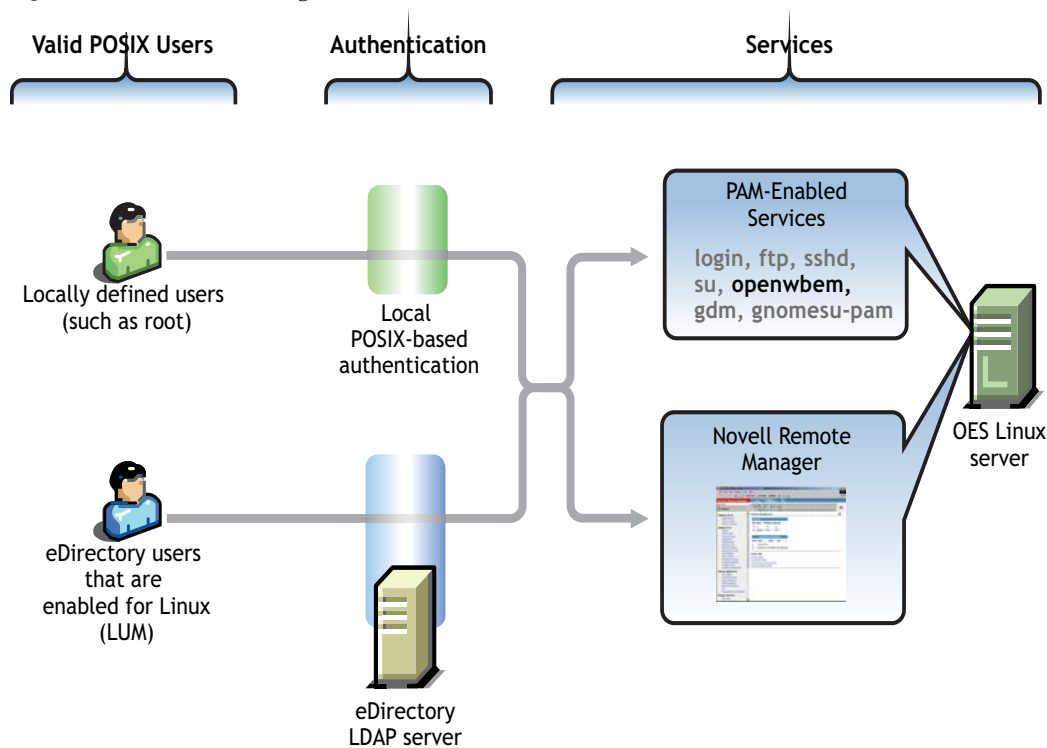 Valid POSIX Users
Authentication
Services
Locally defined users
(such as root)
Local
POSIX-based
authentication
PAM-Enabled
Services
login, ftp, sshd,
su, openwbem,
gdm, gnomesu-pam
OES Linux
server
Novell Remote
Manager
eDirectory users
that are
enabled for Linux
(LUM)
eDirectory
LDAP server